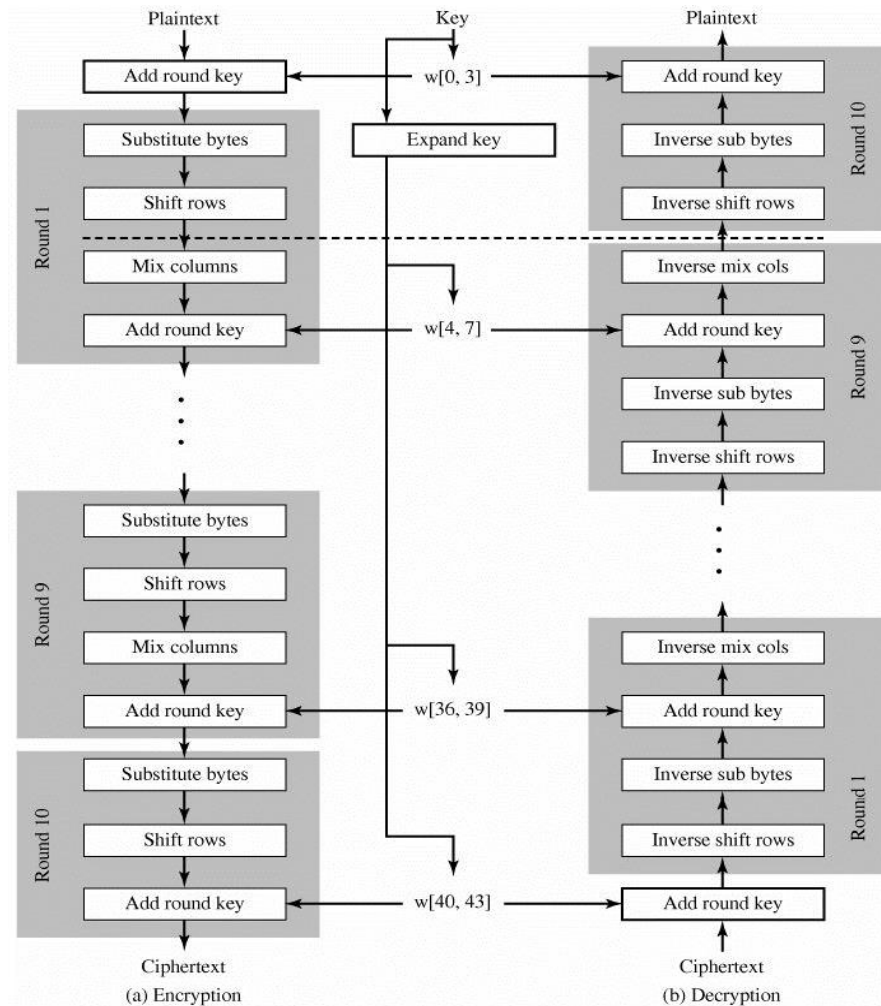 Plaintext
Add round key
Round 1
Substitute bytes
Shift rows
Mix columns
Add round key
Round 9
Substitute bytes
Shift rows
Mix columns
Add round key
Round 10
Substitute bytes
Shift rows
Add round key
Ciphertext
(a) Encryption
Key
w[0, 3]
Expand key
w[4, 7]
w[36, 39]
w[40, 43]
Plaintext
Add round key
Inverse sub bytes
Inverse shift rows
Round 10
Inverse mix cols
Add round key
Inverse sub bytes
Inverse shift rows
Round 9
Inverse mix cols
Add round key
Inverse sub bytes
Inverse shift rows
Round 1
Add round key
Ciphertext
(b) Decryption